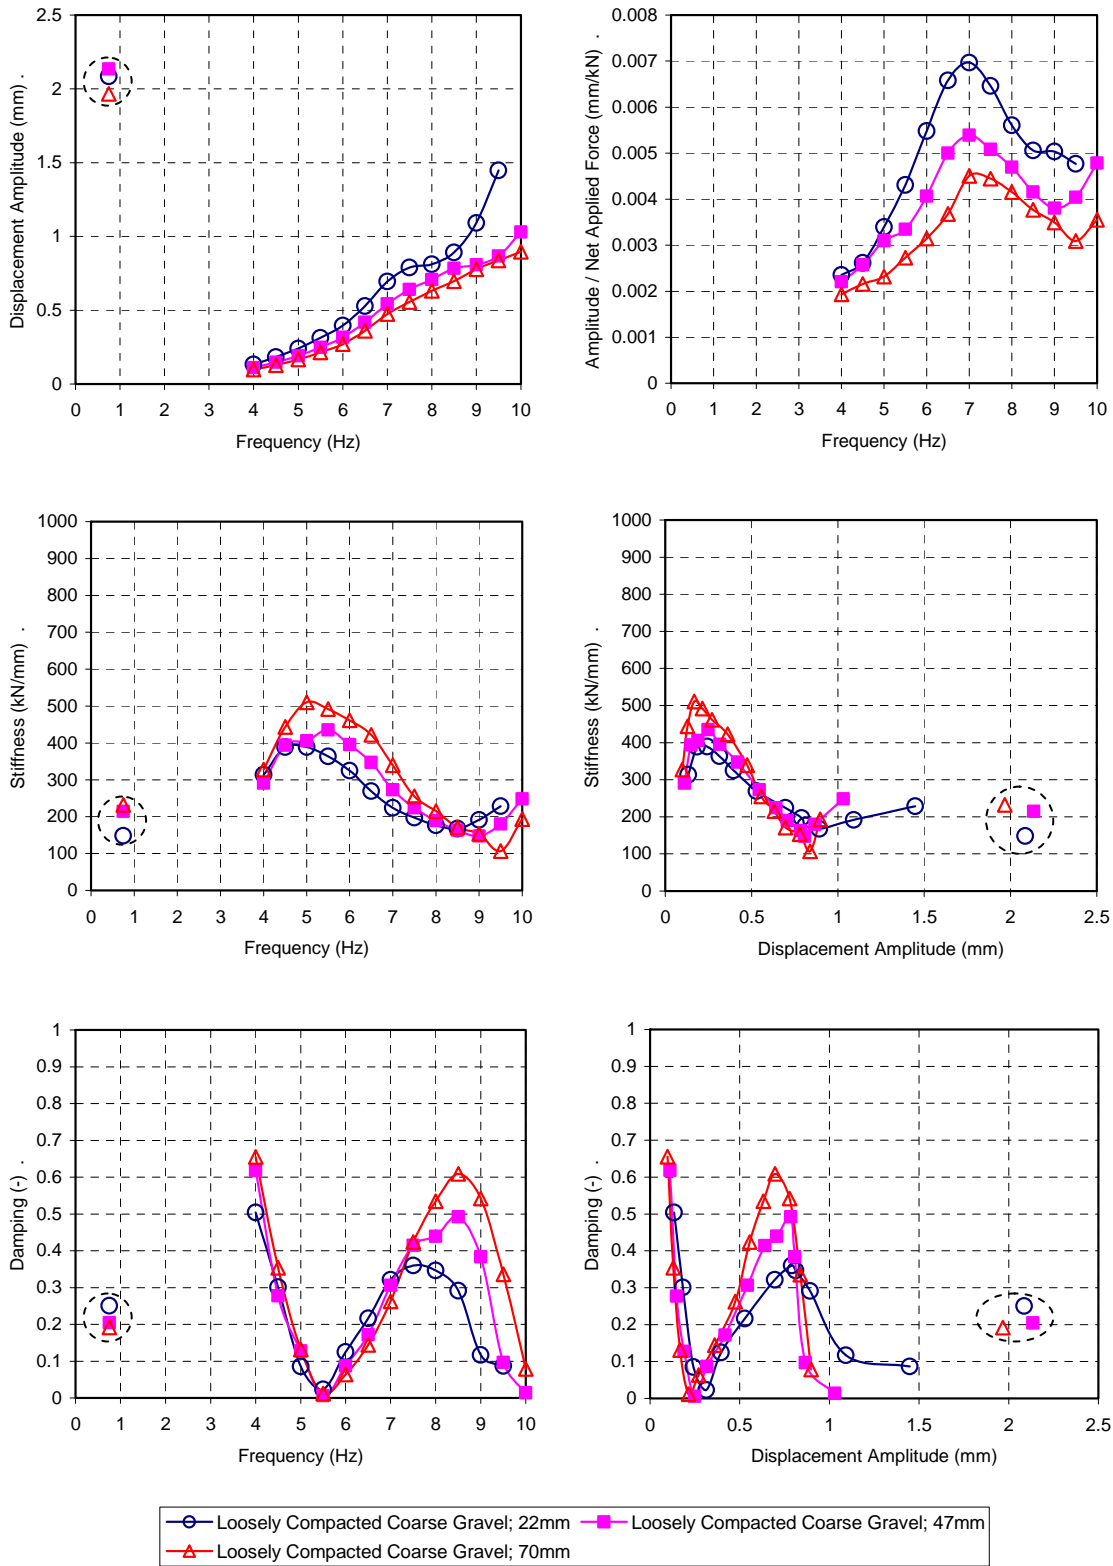 2.5
2
1.5
1
0.5
0
Displacement Amplitude (mm) .
0 1 2 3 4 5 6 7 8 9 10
Frequency (Hz)
0.008
0.007
0.006
0.005
0.004
0.003
0.002
0.001
0
Amplitude / Net Applied Force (mm/kN) .
0 1 2 3 4 5 6 7 8 9 10
Frequency (Hz)
1000
900
800
700
600
500
400
300
200
100
0
Stiffness (kN/mm) .
0 1 2 3 4 5 6 7 8 9 10
Frequency (Hz)
1000
900
800
700
600
500
400
300
200
100
0
Stiffness (kN/mm) .
0 0.5 1 1.5 2 2.5
Displacement Amplitude (mm)
1
0.9
0.8
0.7
0.6
0.5
0.4
0.3
0.2
0.1
0
Damping (-) .
0 1 2 3 4 5 6 7 8 9 10
Frequency (Hz)
1
0.9
0.8
0.7
0.6
0.5
0.4
0.3
0.2
0.1
0
Damping (-) .
0 0.5 1 1.5 2 2.5
Displacement Amplitude (mm)
Loosely Compacted Coarse Gravel; 22mm Loosely Compacted Coarse Gravel; 47mm
Loosely Compacted Coarse Gravel; 70mm